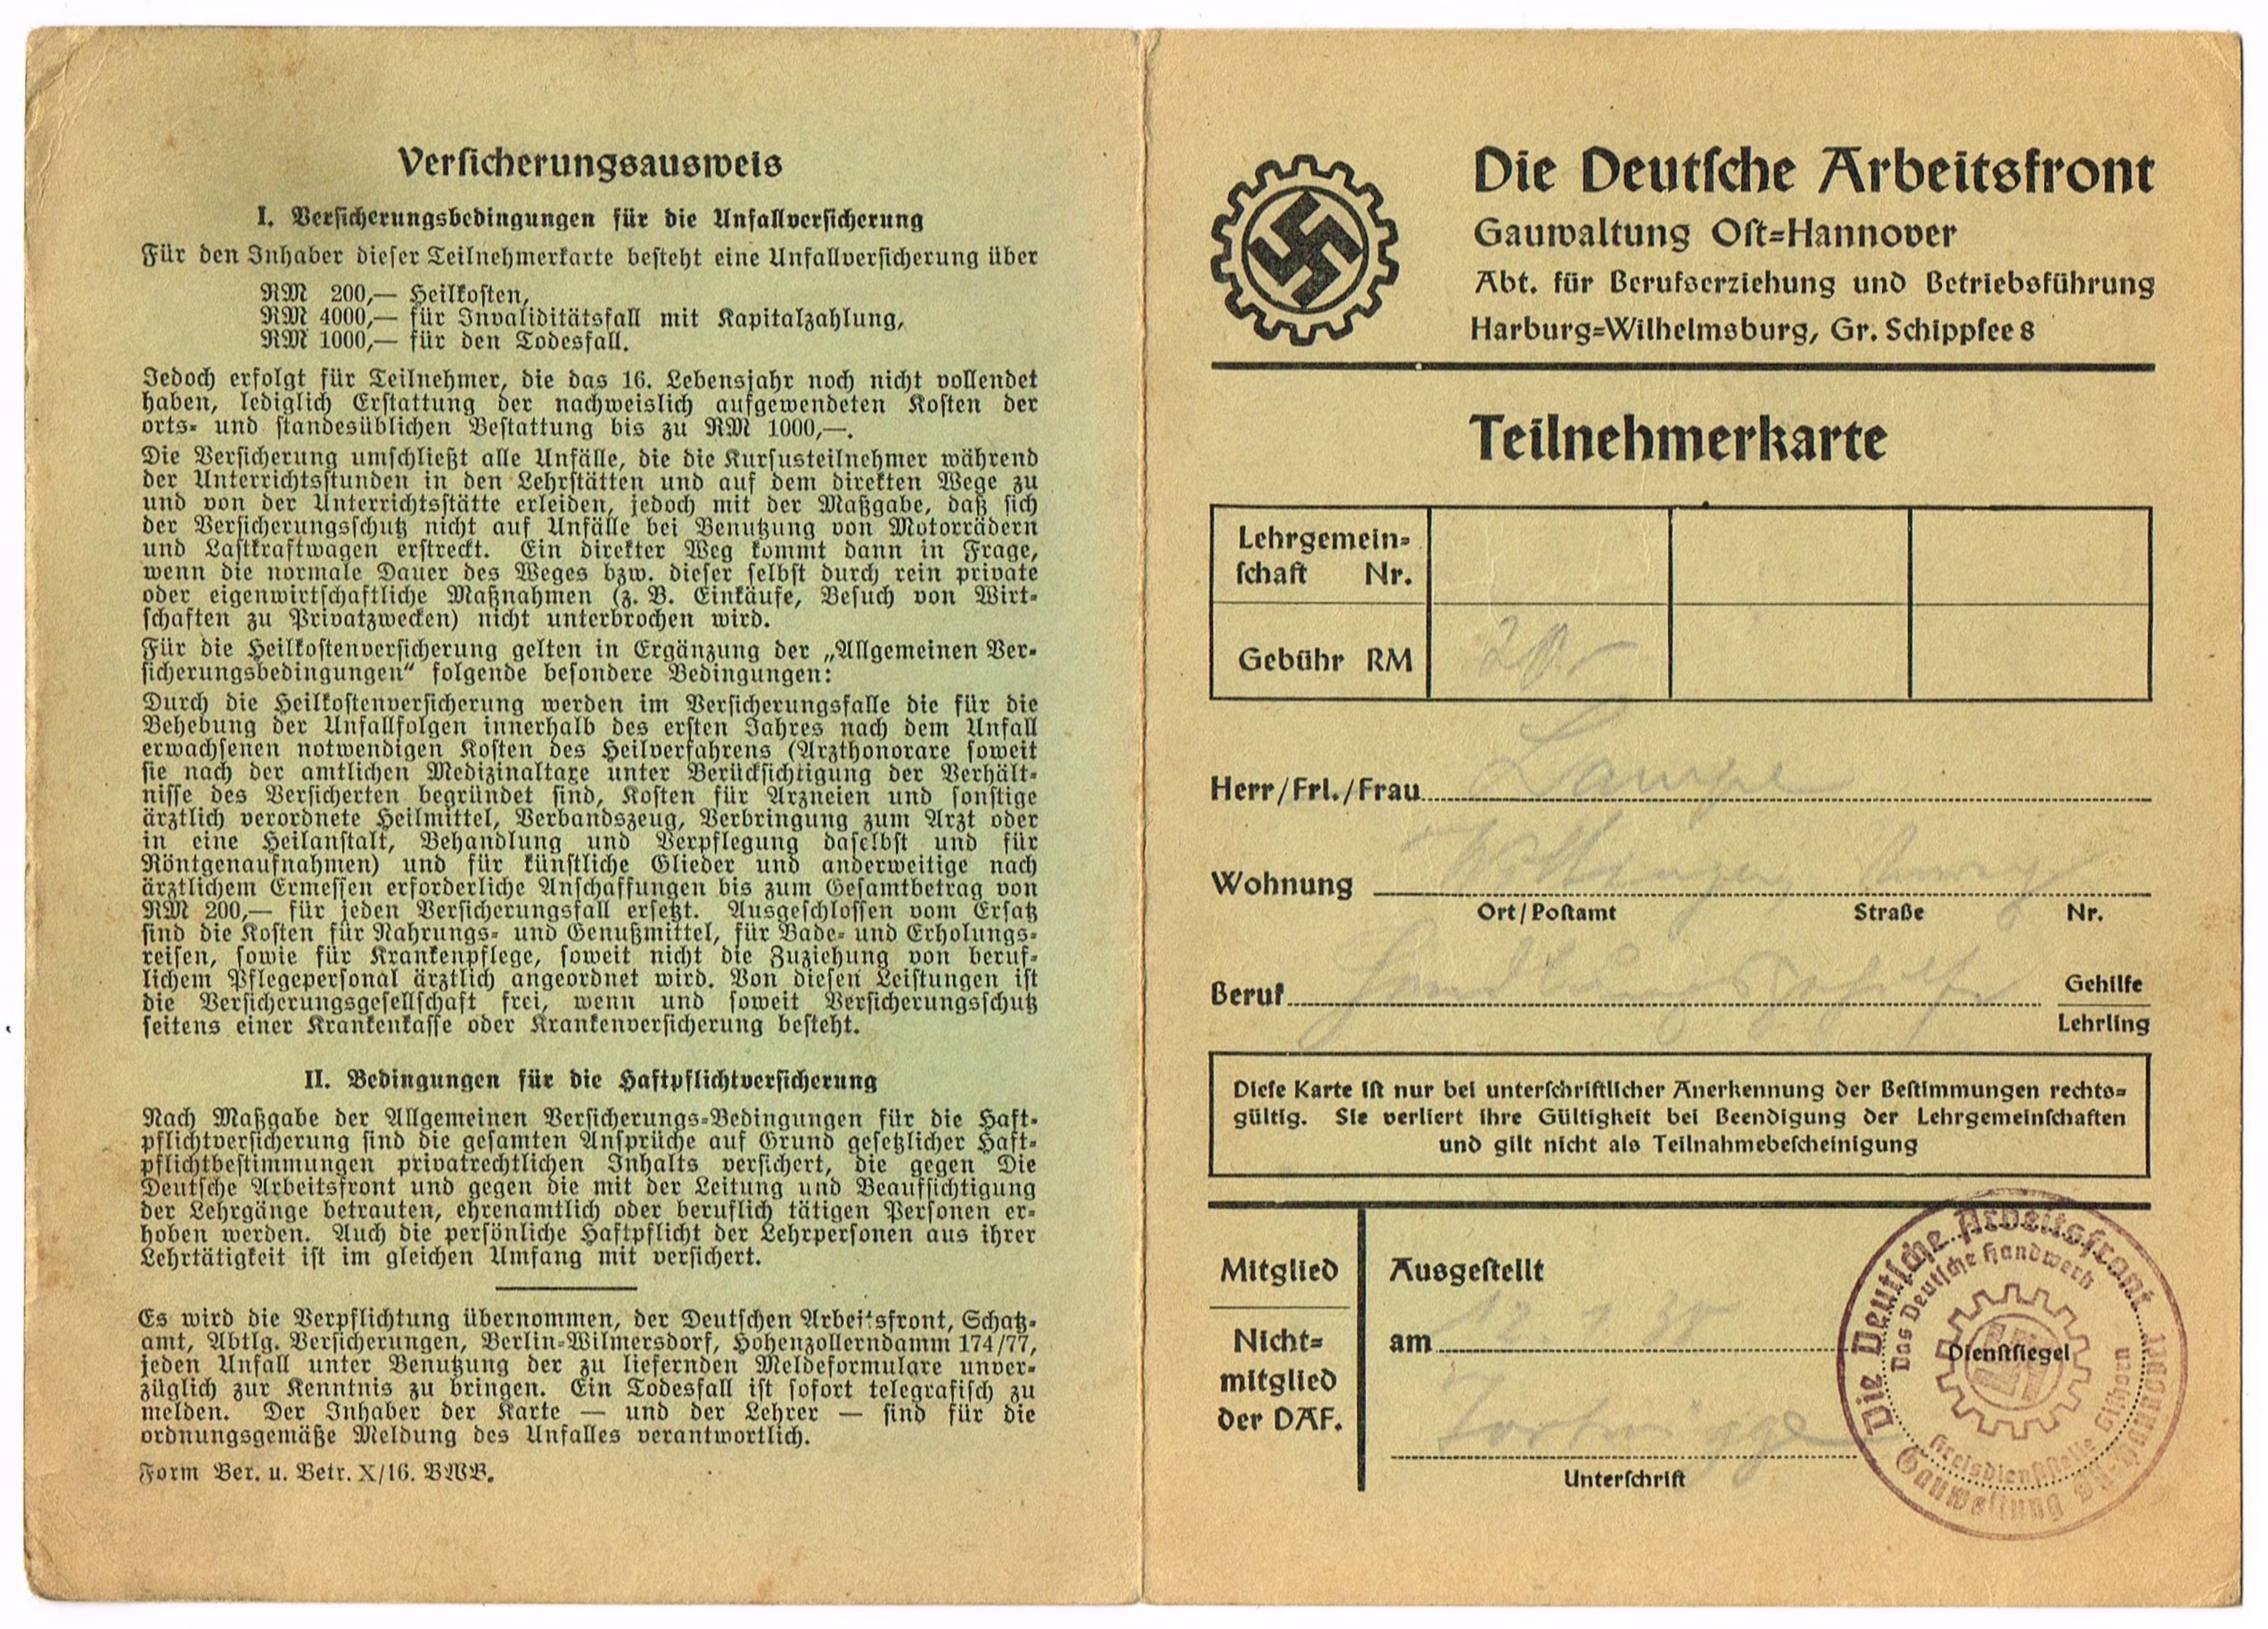 Versicherungsausweis
I. Versicherungsbedingungen für die Unfallversicherung
Für den Inhaber dieser Teilnehmerkarte besteht eine Unfallversicherung über
RM 200,— Heilkosten,
RM 4000,— für Invaliditätsfall mit Kapitalzahlung,
RM 1000,— für den Todesfall.
Jedoch erfolgt für Teilnehmer, die das 16. Lebensjahr noch nicht vollendet
haben, lediglich Erstattung der nachweislich aufgewendeten Kosten der
orts- und standesüblichen Bestattung bis zu RM 1000,—.
Die Versicherung umschließt alle Unfälle, die die Kursusteilnehmer während
der Unterrichtsstunden in den Lehrstätten und auf dem direkten Wege zu
und von der Unterrichtsstätte erleiden, jedoch mit der Maßgabe, daß sich
der Versicherungsschutz nicht auf Unfälle bei Benutzung von Motorrädern
und Lastkraftwagen erstreckt. Ein direkter Weg kommt dann in Frage,
wenn die normale Dauer des Weges bzw. dieser selbst durch rein private
oder eigenwirtschaftliche Maßnahmen (z. B. Einkäufe, Besuch von Wirt-
schaften zu Privatzwecken) nicht unterbrochen wird.
Für die Heilkostenversicherung gelten in Ergänzung der „Allgemeinen Ver-
sicherungsbedingungen“ folgende besondere Bedingungen:
Durch die Heilkostenversicherung werden im Versicherungsfalle die für die
Behebung der Unfallfolgen innerhalb des ersten Jahres nach dem Unfall
erwachsenen notwendigen Kosten des Heilverfahrens (Arzthonorare soweit
sie nach der amtlichen Medizinaltaxe unter Berücksichtigung der Verhält-
nisse des Versicherten begründet sind, Kosten für Arzneien und sonstige
ärztlich verordnete Heilmittel, Verbandszeug, Verbringung zum Arzt oder
in eine Heilanstalt, Behandlung und Verpflegung daselbst und für
Röntgenaufnahmen) und für künstliche Glieder und anderweitige nach
ärztlichem Ermessen erforderliche Anschaffungen bis zum Gesamtbetrag von
RM 200,— für jeden Versicherungsfall ersetzt. Ausgeschlossen vom Ersatz
sind die Kosten für Nahrungs- und Genußmittel, für Bade- und Erholungs-
reisen, sowie für Krankenpflege, soweit nicht die Zuziehung von beruf-
lichem Pflegepersonal ärztlich angeordnet wird. Von diesen Leistungen ist
die Versicherungsgesellschaft frei, wenn und soweit Versicherungsschutz
seitens einer Krankenkasse oder Krankenversicherung besteht.
II. Bedingungen für die Haftpflichtversicherung
Nach Maßgabe der Allgemeinen Versicherungs-Bedingungen für die Haft-
pflichtversicherung sind die gesamten Ansprüche auf Grund gesetzlicher Haft-
pflichtbestimmungen privatrechtlichen Inhalts versichert, die gegen Die
Deutsche Arbeitsfront und gegen die mit der Leitung und Beaufsichtigung
der Lehrgänge betrauten, ehrenamtlich oder beruflich tätigen Personen er-
hoben werden. Auch die persönliche Haftpflicht der Lehrpersonen aus ihrer
Lehrtätigkeit ist im gleichen Umfang mit versichert.
Es wird die Verpflichtung übernommen, der Deutschen Arbeitsfront, Schatz-
amt, Abtlg. Versicherungen, Berlin-Wilmersdorf, Hohenzollerndamm 174/77,
jeden Unfall unter Benutzung der zu liefernden Meldeformulare unver-
züglich zur Kenntnis zu bringen. Ein Todesfall ist sofort telegrafisch zu
melden. Der Inhaber der Karte — und der Lehrer — sind für die
ordnungsgemäße Meldung des Unfalles verantwortlich.
Form Ber. u. Betr. X/16. BWB.
Die Deutsche Arbeitsfront
Gauwaltung Ost-Hannover
Abt. für Berufserziehung und Betriebsführung
Harburg-Wilhelmsburg, Gr. Schippsee 8
Teilnehmerkarte
Lehrgemein-
schaft Nr.
Gebühr RM
Herr/Frl./Frau Lampe
Wohnung
Ort/Postamt Straße Nr.
Beruf Handlungsgehilfe
Gehilfe
Lehrling
Diese Karte ist nur bei unterschriftlicher Anerkennung der Bestimmungen rechts-
gültig. Sie verliert ihre Gültigkeit bei Beendigung der Lehrgemeinschaften
und gilt nicht als Teilnahmebescheinigung
Mitglied
Nicht-
mitglied
der DAF.
Ausgestellt
am
Unterschrift
Die Deutsche Arbeitsfront
Das Deutsche Handwerk
Dienstsiegel
Kreisdienststelle Gifhorn
Gauwaltung Ost-Hannover